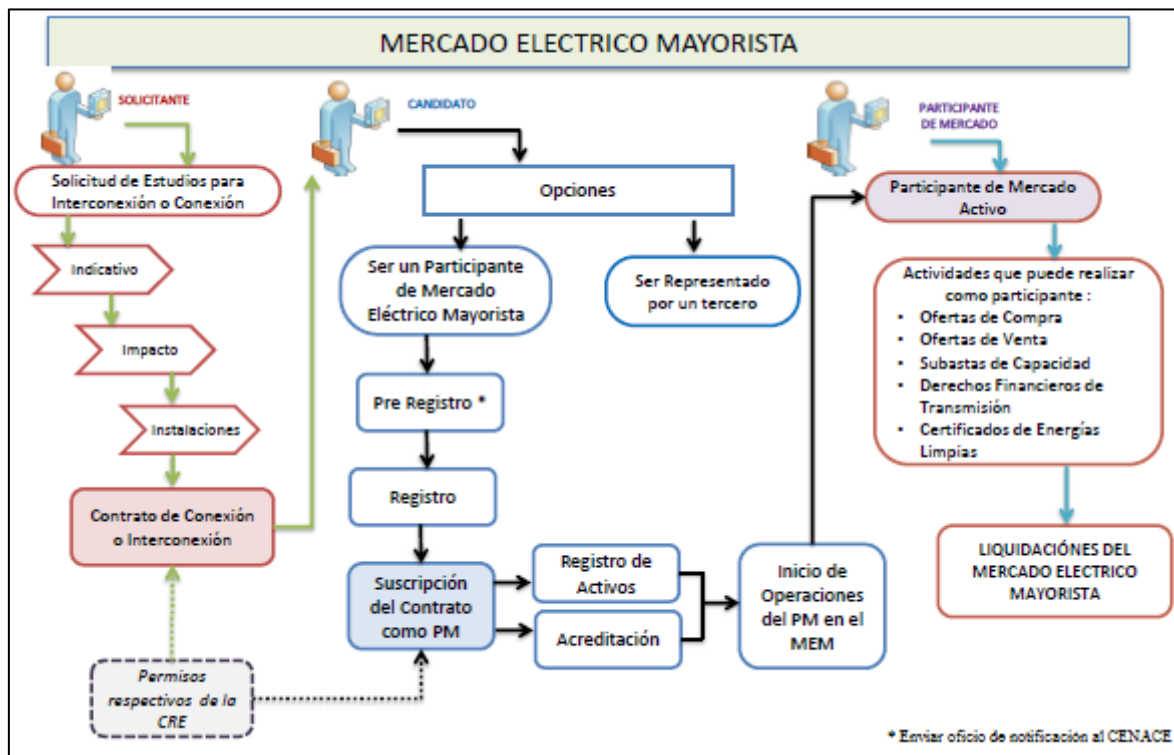 MERCADO ELECTRICO MAYORISTA
SOLICITANTE
Solicitud de Estudios para
Interconexión o Conexión
Indicativo
Impacto
Instalaciones
Contrato de Conexión
o Interconexión
Permisos
respectivos de la
CRE
CANDIDATO
Opciones
Ser un Participante
de Mercado
Eléctrico Mayorista
Ser Representado
por un tercero
Pre Registro *
Registro
Suscripción
del Contrato
como PM
Registro de
Activos
Acreditación
Inicio de
Operaciones
del PM en el
MEM
PARTICIPANTE
DE MERCADO
Participante de Mercado
Activo
Actividades que puede realizar
como participante :
• Ofertas de Compra
• Ofertas de Venta
• Subastas de Capacidad
• Derechos Financieros de
Transmisión
• Certificados de Energías
Limpias
LIQUIDACIÓNES DEL
MERCADO ELECTRICO
MAYORISTA
* Enviar oficio de notificación al CENACE